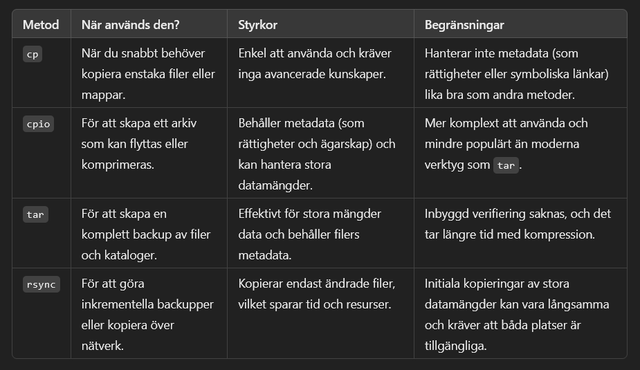 Metod När används den? Styrkor Begränsningar
cp
När du snabbt behöver
kopiera enstaka filer eller
mappar.
Enkel att använda och kräver
inga avancerade kunskaper.
Hanterar inte metadata (som
rättigheter eller symboliska länkar)
lika bra som andra metoder.
cpio
För att skapa ett arkiv
som kan flyttas eller
komprimeras.
Behåller metadata (som
rättigheter och ägarskap) och
kan hantera stora
datamängder.
Mer komplext att använda och
mindre populärt än moderna
verktyg som tar.
tar
För att skapa en
komplett backup av filer
och kataloger.
Effektivt för stora mängder
data och behåller filers
metadata.
Inbyggd verifiering saknas, och det
tar längre tid med kompression.
rsync
För att göra
inkrementella backupper
eller kopiera över
nätverk.
Kopierar endast ändrade filer,
vilket sparar tid och resurser.
Initiala kopieringar av stora
datamängder kan vara långsamma
och kräver att båda platser är
tillgängliga.